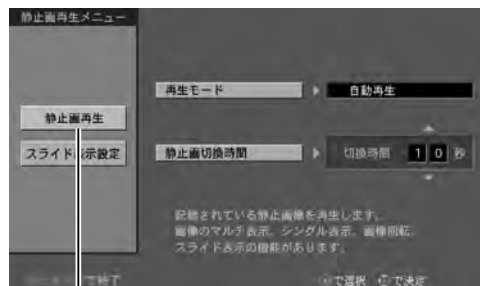 静止画再生メニュー
再生モード
自動再生
静止画再生
スライド表示設定
静止画切換時間
切換時間 1 0 秒
記録されている静止画像を再生します。
画像のマルチ表示、シングル表示、画像回転、
スライド表示の機能があります。
で終了
で選択
で決定